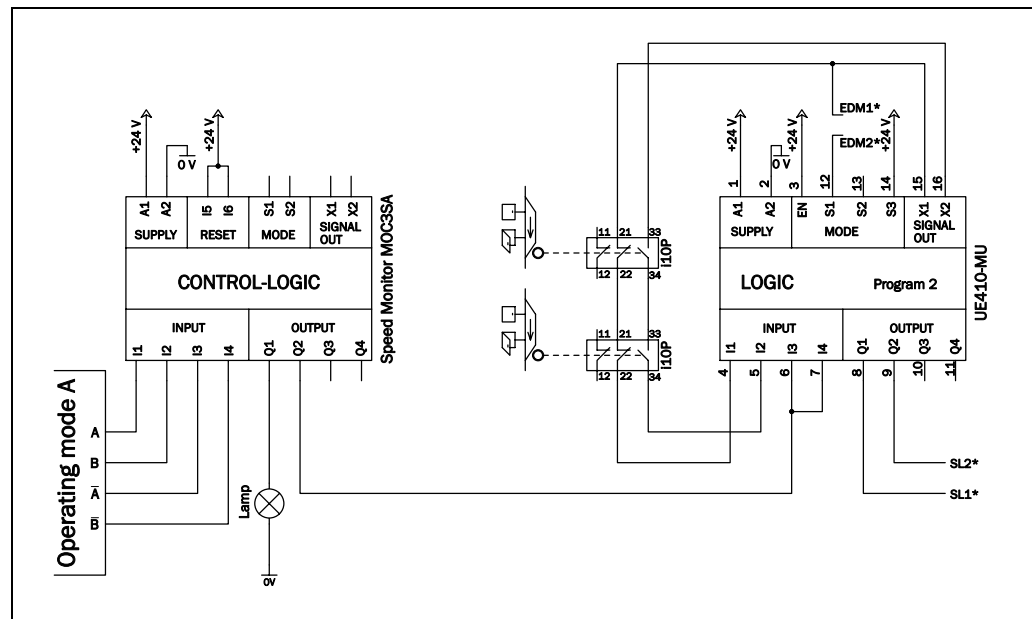 +24 V
0 V
+24 V
A1 A2 I5 I6 S1 S2 X1 X2
SUPPLY RESET MODE SIGNAL OUT
CONTROL-LOGIC
INPUT OUTPUT
I1 I2 I3 I4 Q1 Q2 Q3 Q4
Speed Monitor MOC3SA
Operating mode A
A
B
A̅
B̅
Lamp
0V
11 21 33
12 22 34
i10P
11 21 33
12 22 34
i10P
EDM1*
EDM2*
+24 V
0 V
+24 V
+24 V
1 2 3 12 13 14 15 16
A1 A2 EN S1 S2 S3 X1 X2
SUPPLY MODE SIGNAL OUT
LOGIC Program 2
INPUT OUTPUT
I1 I2 I3 I4 Q1 Q2 Q3 Q4
4 5 6 7 8 9 10 11
UE410-MU
SL2*
SL1*